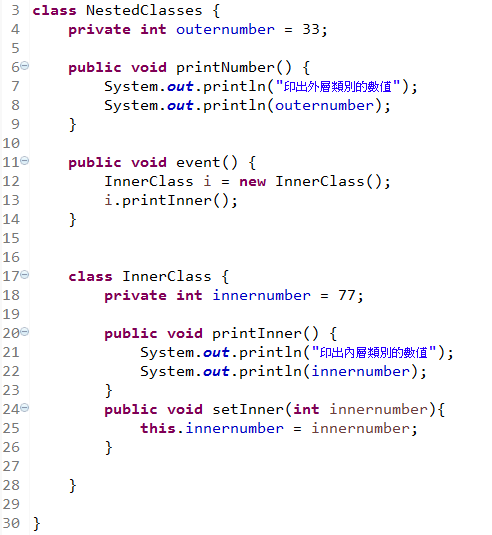 3 class NestedClasses {
4     private int outernumber = 33;
5
6     public void printNumber() {
7         System.out.println("印出外層類別的數值");
8         System.out.println(outernumber);
9     }
10
11     public void event() {
12         InnerClass i = new InnerClass();
13         i.printInner();
14     }
15
16
17     class InnerClass {
18         private int innernumber = 77;
19
20         public void printInner() {
21             System.out.println("印出內層類別的數值");
22             System.out.println(innernumber);
23         }
24         public void setInner(int innernumber){
25             this.innernumber = innernumber;
26         }
27
28     }
29
30 }